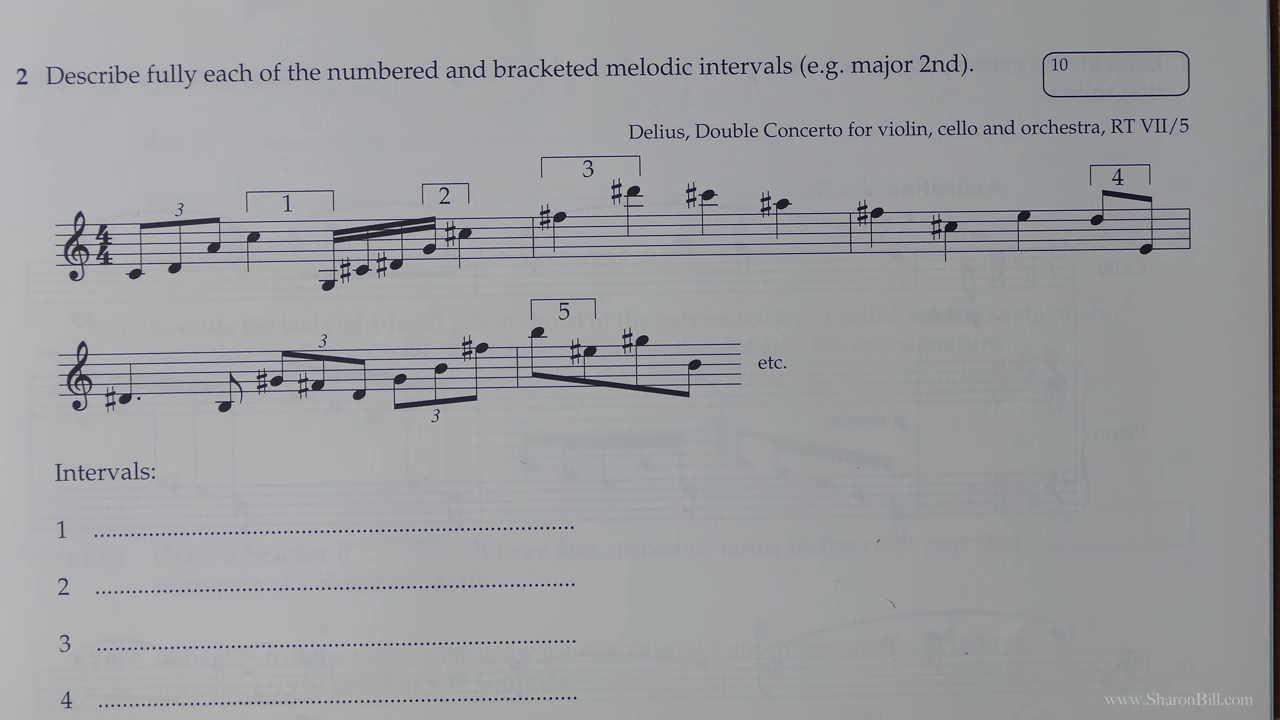 2 Describe fully each of the numbered and bracketed melodic intervals (e.g. major 2nd). 10
Delius, Double Concerto for violin, cello and orchestra, RT VII/5
3 1 2 3 4
4
4
3 5
etc.
3
Intervals:
1 ................................................................
2 ................................................................
3 ................................................................
4 ................................................................
www.SharonBill.com